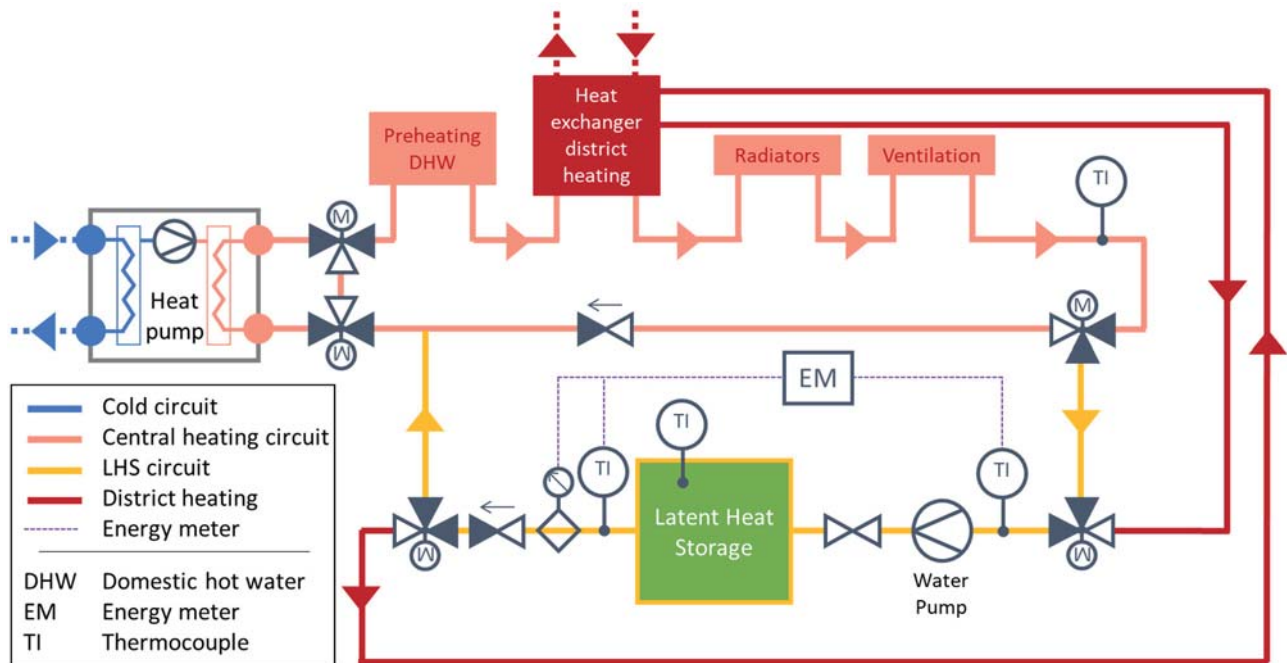 Heat
exchanger
district
heating
Preheating
DHW
Radiators
Ventilation
TI
M
M
Heat
pump
M
EM
TI
TI
TI
Latent Heat
Storage
M
M
Water
Pump
Cold circuit
Central heating circuit
LHS circuit
District heating
Energy meter
DHW Domestic hot water
EM Energy meter
TI Thermocouple